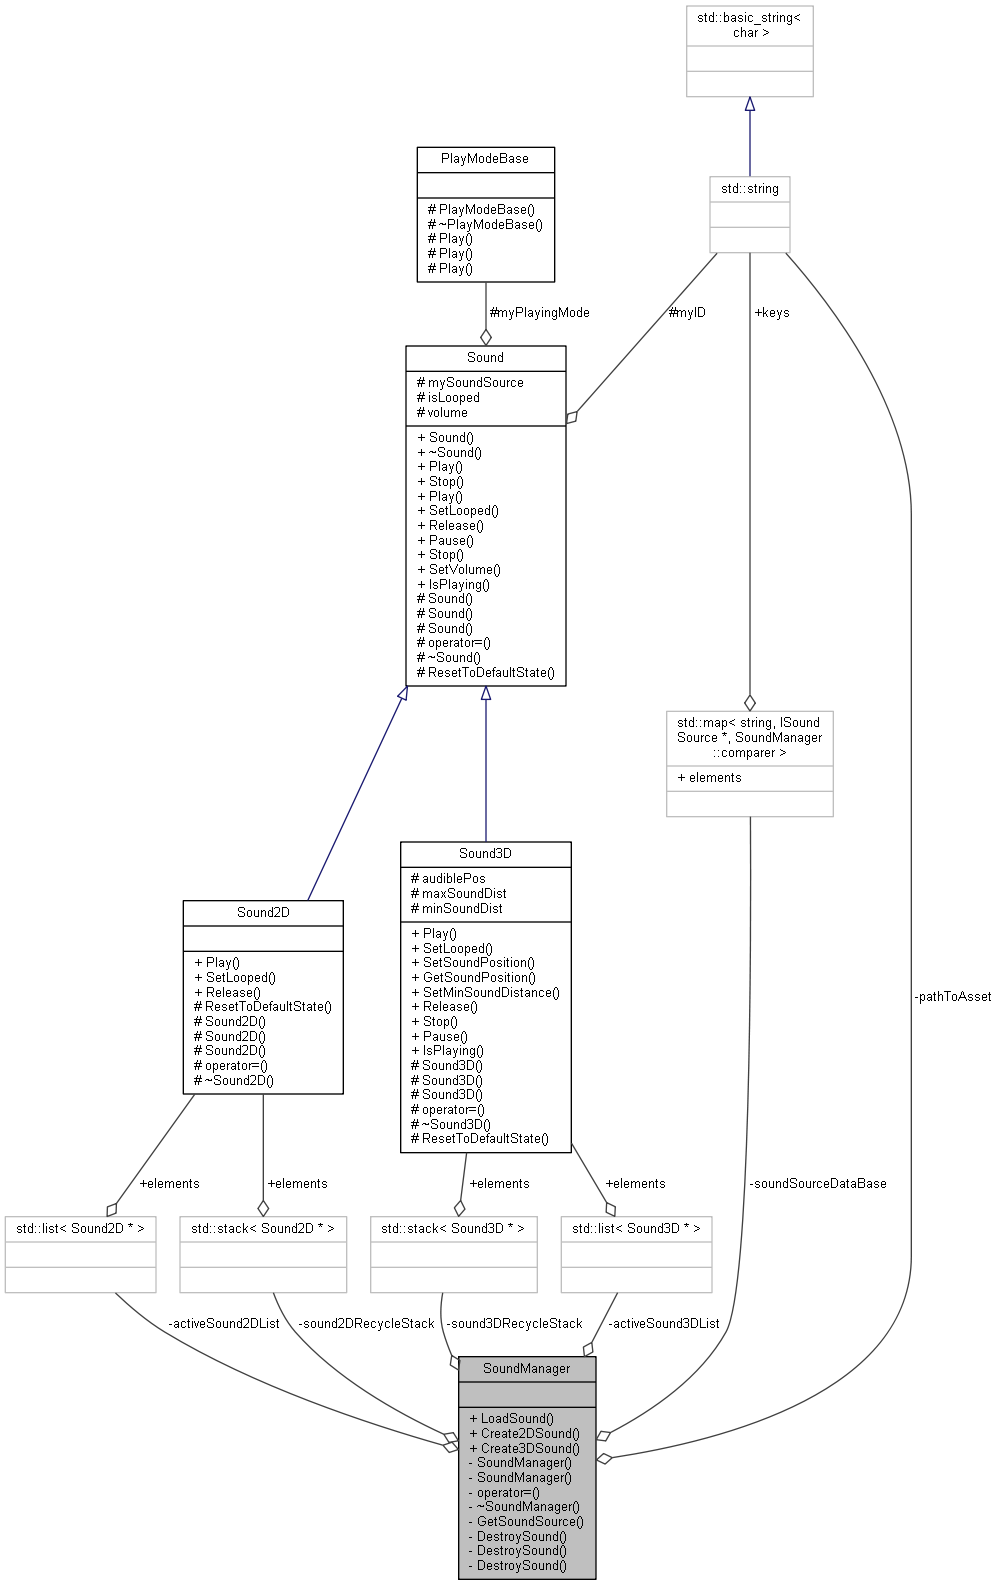 std::basic_string<
char >
std::string
PlayModeBase
# PlayModeBase()
# ~PlayModeBase()
# Play()
# Play()
# Play()
#myPlayingMode
#myID
+keys
Sound
# mySoundSource
# isLooped
# volume
+ Sound()
+ ~Sound()
+ Play()
+ Stop()
+ Play()
+ SetLooped()
+ Release()
+ Pause()
+ Stop()
+ SetVolume()
+ IsPlaying()
# Sound()
# Sound()
# Sound()
# operator=()
# ~Sound()
# ResetToDefaultState()
std::map< string, ISound
Source *, SoundManager
::comparer >
+ elements
Sound3D
# audiblePos
# maxSoundDist
# minSoundDist
+ Play()
+ SetLooped()
+ SetSoundPosition()
+ GetSoundPosition()
+ SetMinSoundDistance()
+ Release()
+ Stop()
+ Pause()
+ IsPlaying()
# Sound3D()
# Sound3D()
# Sound3D()
# operator=()
# ~Sound3D()
# ResetToDefaultState()
Sound2D
+ Play()
+ SetLooped()
+ Release()
# ResetToDefaultState()
# Sound2D()
# Sound2D()
# Sound2D()
# operator=()
# ~Sound2D()
-pathToAsset
+elements
+elements
+elements
+elements
-soundSourceDataBase
std::list< Sound2D * >
std::stack< Sound2D * >
std::stack< Sound3D * >
std::list< Sound3D * >
-activeSound2DList
-sound2DRecycleStack
-sound3DRecycleStack
-activeSound3DList
SoundManager
+ LoadSound()
+ Create2DSound()
+ Create3DSound()
- SoundManager()
- SoundManager()
- operator=()
- ~SoundManager()
- GetSoundSource()
- DestroySound()
- DestroySound()
- DestroySound()